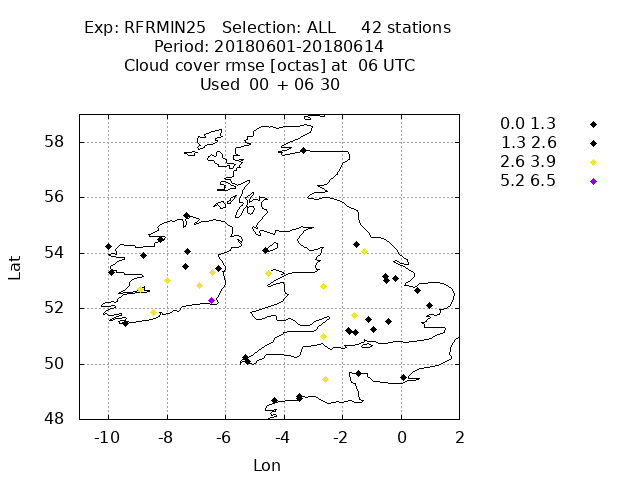 Exp: RFRMIN25   Selection: ALL     42 stations
Period: 20180601-20180614
Cloud cover rmse [octas] at  06 UTC
Used  00 + 06 30
0.0 1.3
1.3 2.6
2.6 3.9
5.2 6.5
58
56
54
52
50
48
Lat
-10 -8 -6 -4 -2 0 2
Lon